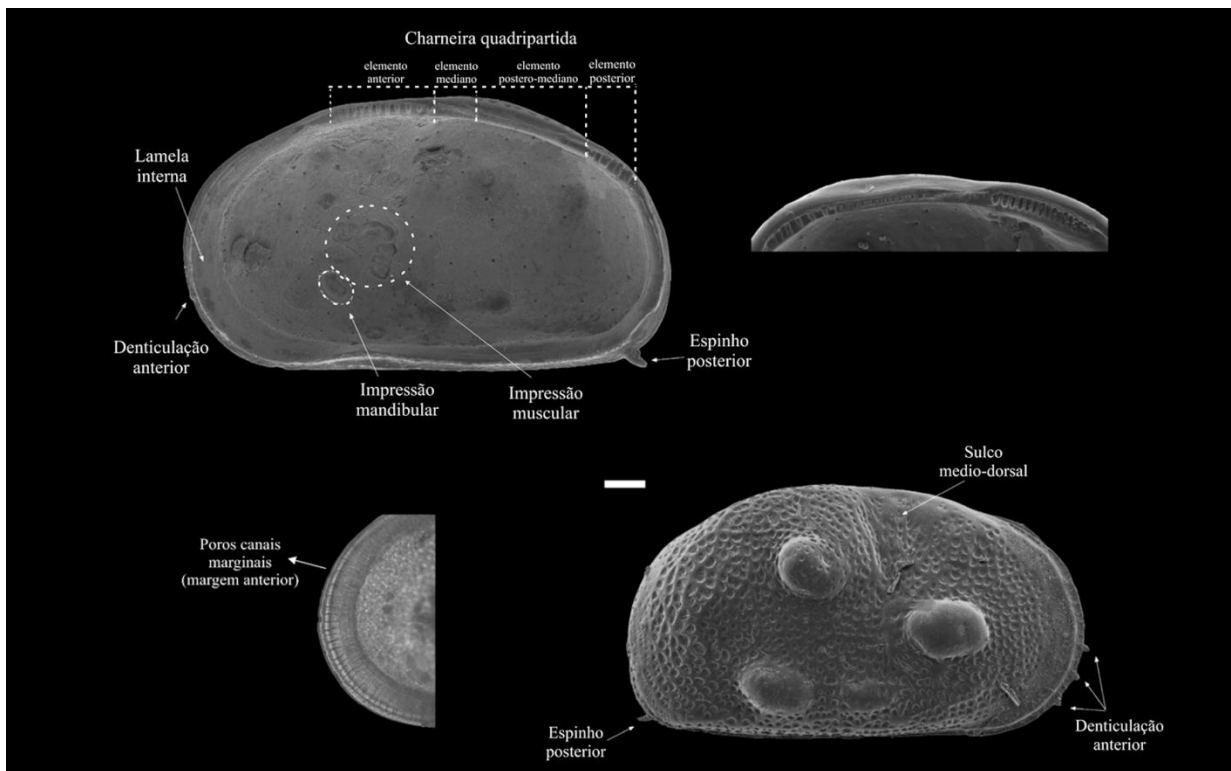 Charneira quadripartida
elemento
anterior
elemento
mediano
elemento
postero-mediano
elemento
posterior
Lamela
interna
Denticulação
anterior
Impressão
mandibular
Impressão
muscular
Espinho
posterior
Sulco
medio-dorsal
Poros canais
marginais
(margem anterior)
Espinho
posterior
Denticulação
anterior